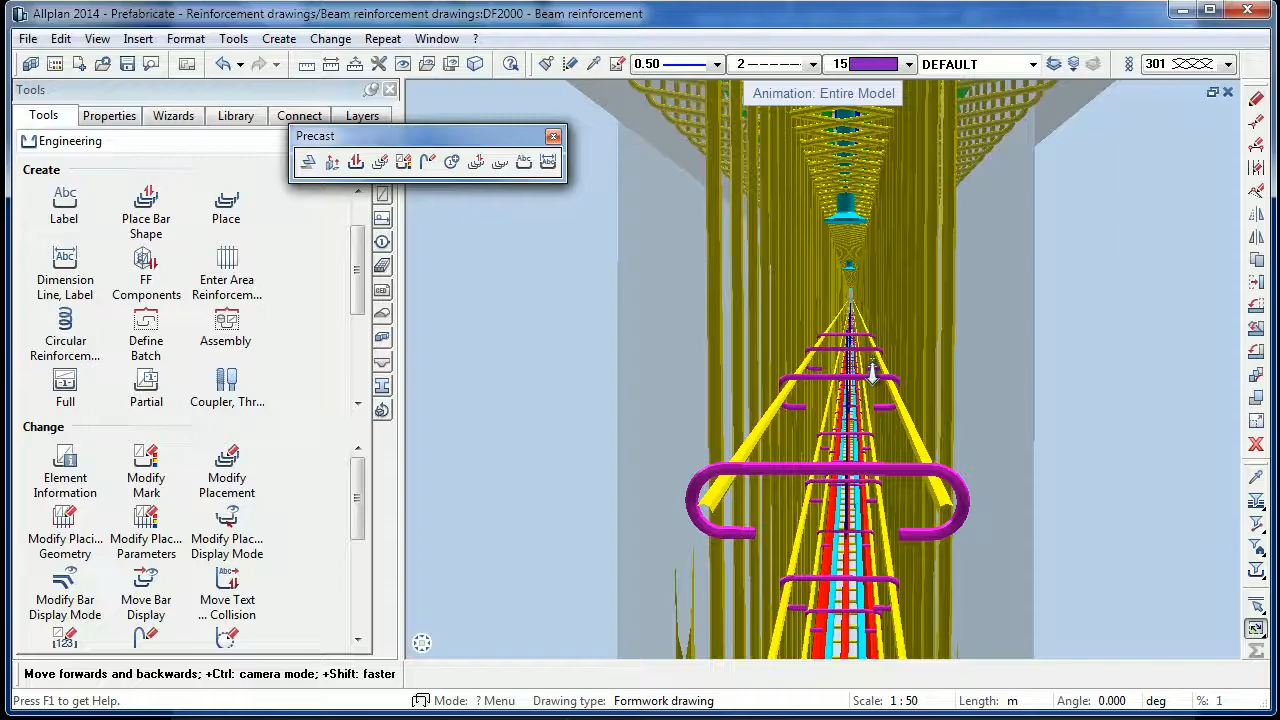 Allplan 2014 - Prefabricate - Reinforcement drawings/Beam reinforcement drawings:DF2000 - Beam reinforcement
File Edit View Insert Format Tools Create Change Repeat Window ?
0.50 2 15 DEFAULT 301
Tools
Animation: Entire Model
Tools Properties Wizards Library Connect Layers
Precast
Engineering
Create
Label
Place Bar Shape
Place
Dimension Line, Label
FF Components
Enter Area Reinforcem...
Circular Reinforcem...
Define Batch
Assembly
Full
Partial
Coupler, Thr...
Change
Element Information
Modify Mark
Modify Placement
Modify Placi... Geometry
Modify Plac... Parameters
Modify Plac... Display Mode
Modify Bar Display Mode
Move Bar Display
Move Text ... Collision
Move forwards and backwards; +Ctrl: camera mode; +Shift: faster
Press F1 to get Help.
Mode: ? Menu
Drawing type: Formwork drawing
Scale: 1 : 50
Length: m
Angle: 0.000 deg
%: 1